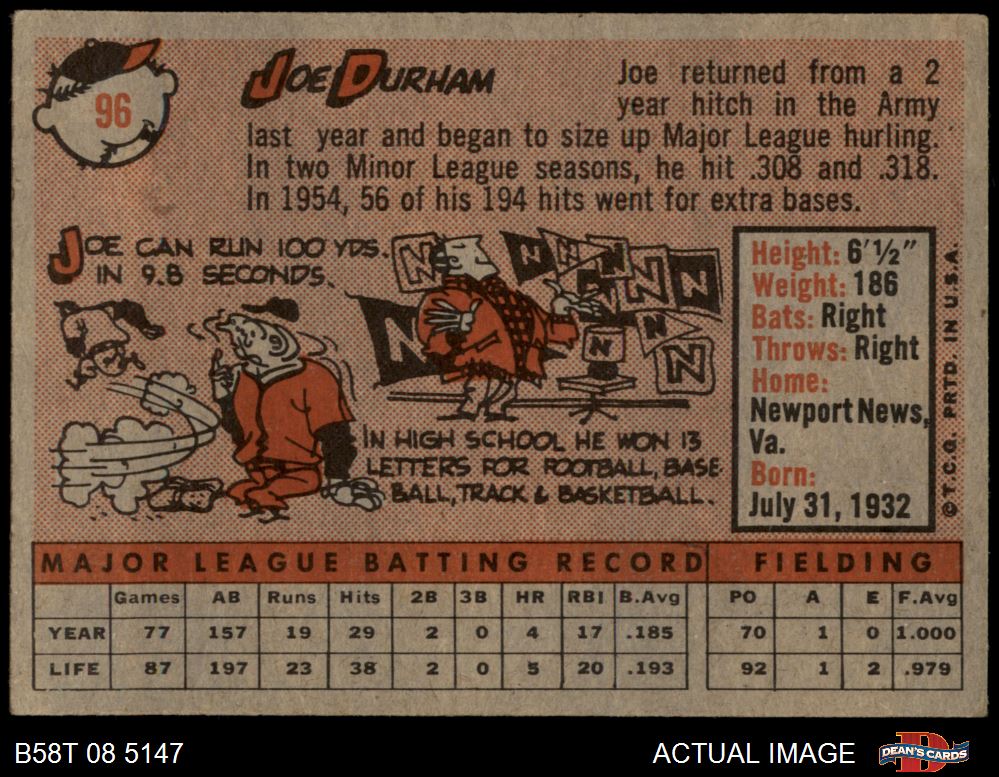 96
JOE DURHAM
Joe returned from a 2
year hitch in the Army
last year and began to size up Major League hurling.
In two Minor League seasons, he hit .308 and .318.
In 1954, 56 of his 194 hits went for extra bases.
JOE CAN RUN 100 YDS.
IN 9.8 SECONDS.
N N N N N N N N N N
IN HIGH SCHOOL HE WON 13
LETTERS FOR FOOTBALL, BASE
BALL, TRACK & BASKETBALL.
Height: 6'½"
Weight: 186
Bats: Right
Throws: Right
Home:
Newport News,
Va.
Born:
July 31, 1932
© T.C.G. PRTD. IN U.S.A.
MAJOR LEAGUE BATTING RECORD FIELDING
Games AB Runs Hits 2B 3B HR RBI B.Avg PO A E F.Avg
YEAR 77 157 19 29 2 0 4 17 .185 70 1 0 1.000
LIFE 87 197 23 38 2 0 5 20 .193 92 1 2 .979
B58T 08 5147
ACTUAL IMAGE
D
DEAN'S CARDS